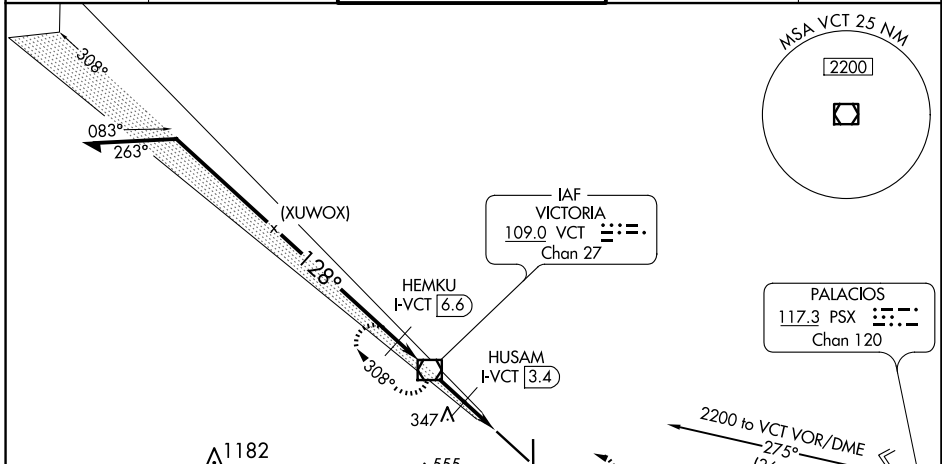 308°
MSA VCT 25 NM
2200
083°
263°
(XUWOX)
IAF
VICTORIA
109.0 VCT
Chan 27
128°
HEMKU
I-VCT 6.6
PALACIOS
117.3 PSX
Chan 120
HUSAM
I-VCT 3.4
308°
347
2200 to VCT VOR/DME
275°
1182
555